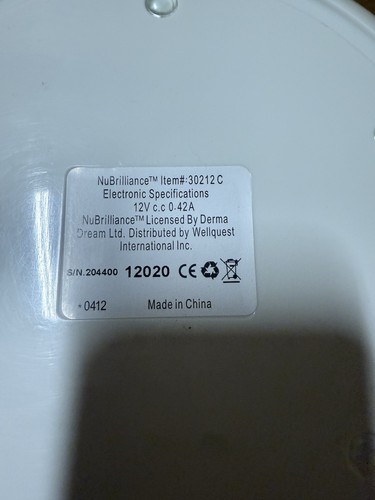 NuBrilliance™ Item#:30212 C
Electronic Specifications
12V c.c 0-42A
NuBrilliance™ Licensed By Derma
Dream Ltd. Distributed by Wellquest
International Inc.
S/N.204400 12020 CE
*0412 Made in China